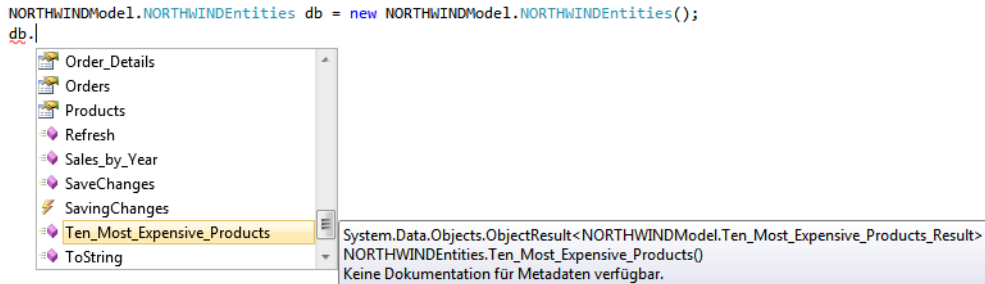 NORTHWINDModel.NORTHWINDEntities db = new NORTHWINDModel.NORTHWINDEntities();
db.
Order_Details
Orders
Products
Refresh
Sales_by_Year
SaveChanges
SavingChanges
Ten_Most_Expensive_Products
ToString
System.Data.Objects.ObjectResult<NORTHWINDModel.Ten_Most_Expensive_Products_Result>
NORTHWINDEntities.Ten_Most_Expensive_Products()
Keine Dokumentation für Metadaten verfügbar.